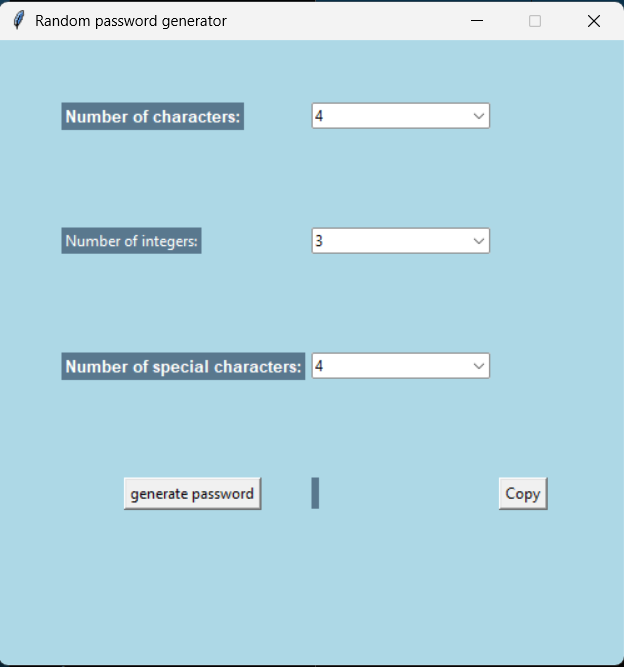 Random password generator
Number of characters: 4
Number of integers: 3
Number of special characters: 4
generate password Copy